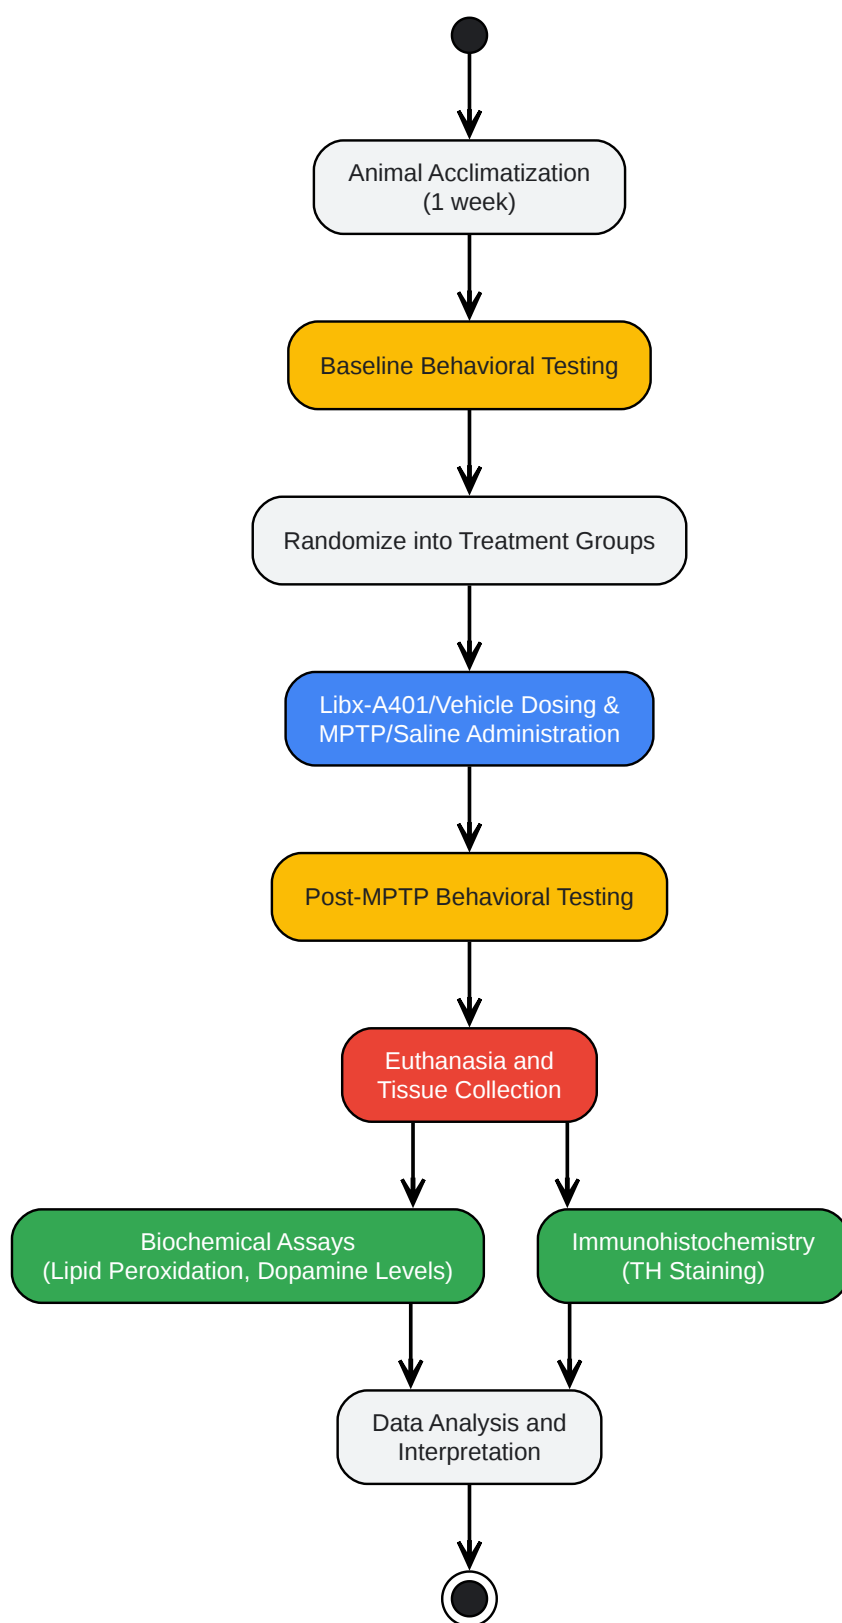 Animal Acclimatization
(1 week)
Baseline Behavioral Testing
Randomize into Treatment Groups
Libx-A401/Vehicle Dosing &
MPTP/Saline Administration
Post-MPTP Behavioral Testing
Euthanasia and
Tissue Collection
Biochemical Assays
(Lipid Peroxidation, Dopamine Levels)
Immunohistochemistry
(TH Staining)
Data Analysis and
Interpretation